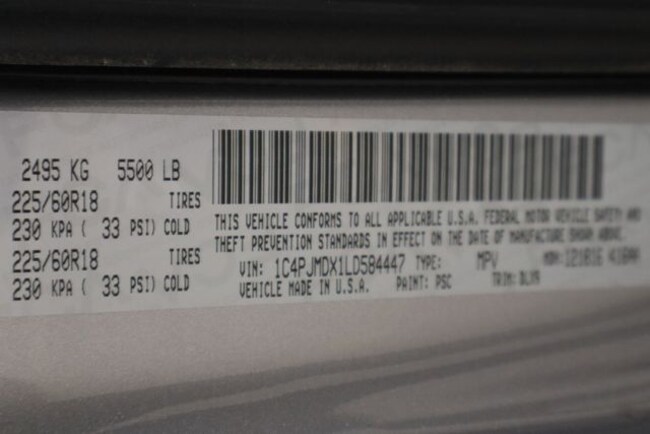 2495 KG 5500 LB
225/60R18 TIRES
230 KPA ( 33 PSI) COLD
225/60R18 TIRES
230 KPA ( 33 PSI) COLD
THIS VEHICLE CONFORMS TO ALL APPLICABLE U.S.A. FEDERAL MOTOR VEHICLE SAFETY AND
THEFT PREVENTION STANDARDS IN EFFECT ON THE DATE OF MANUFACTURE SHOWN ABOVE.
VIN: 1C4PJMDX1LD584447 TYPE: MPV MDH:
VEHICLE MADE IN U.S.A. PAINT: PSC TRIM: